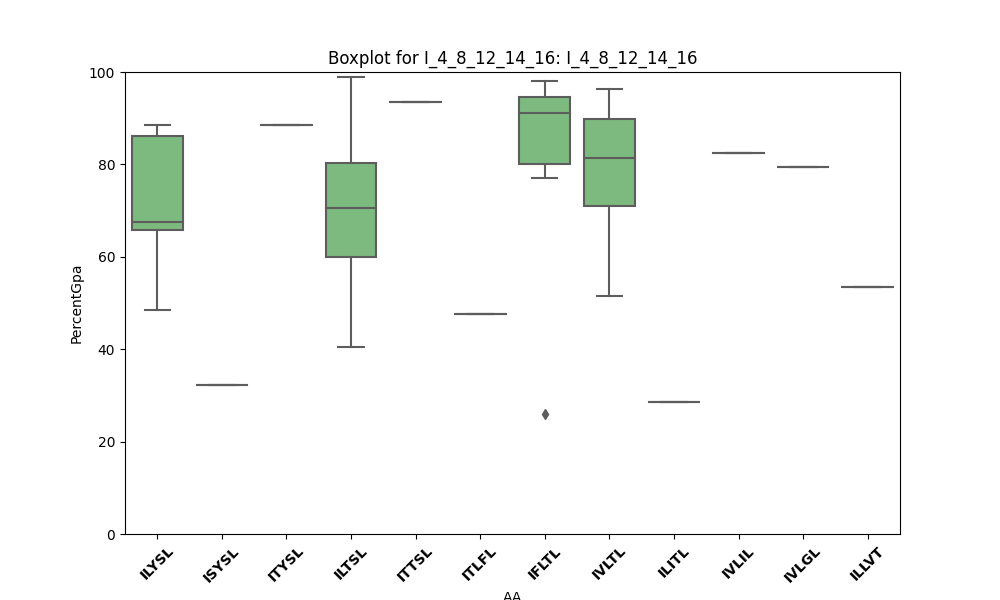 Boxplot for I_4_8_12_14_16: I_4_8_12_14_16
100
80
60
40
20
0
PercentGpa
ILYSL
ISYSL
ITYSL
ILTSL
ITTSL
ITLFL
IFLTL
IVLTL
ILITL
IVLIL
IVLGL
ILLVT
AA